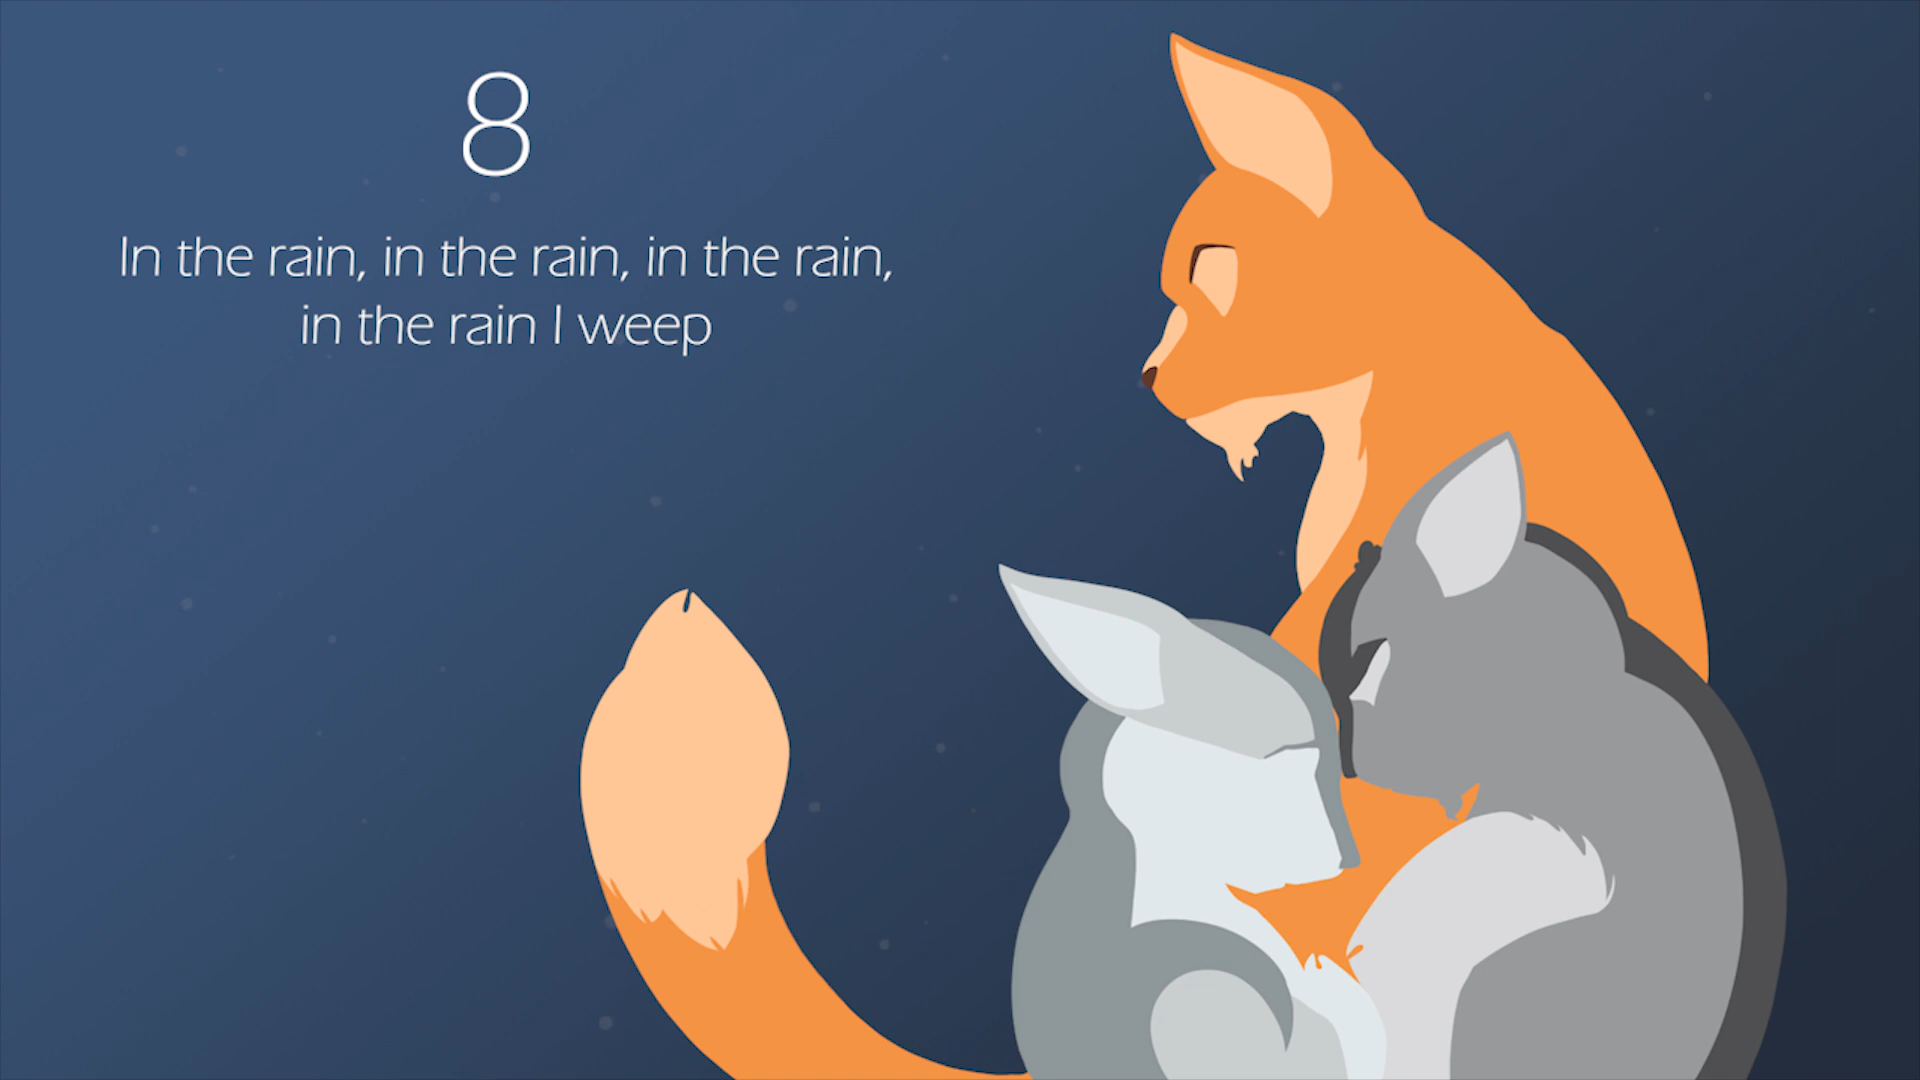 8
In the rain, in the rain, in the rain,
in the rain I weep